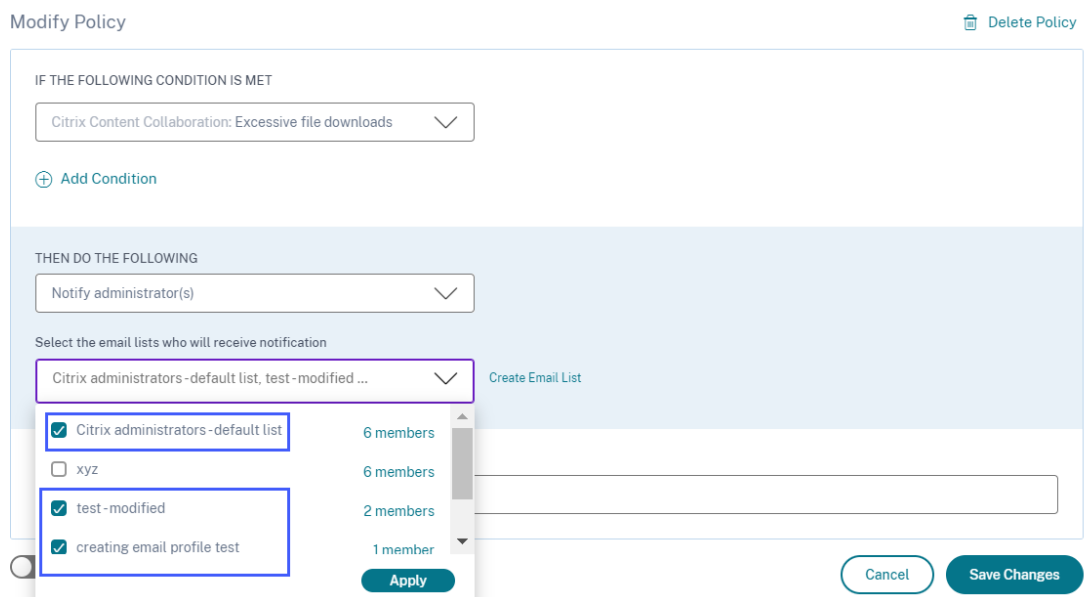 Modify Policy
Delete Policy
IF THE FOLLOWING CONDITION IS MET
Citrix Content Collaboration: Excessive file downloads
Add Condition
THEN DO THE FOLLOWING
Notify administrator(s)
Select the email lists who will receive notification
Citrix administrators - default list, test - modified ...
Create Email List
Citrix administrators - default list
6 members
xyz
6 members
test - modified
2 members
creating email profile test
1 member
Apply
Cancel
Save Changes